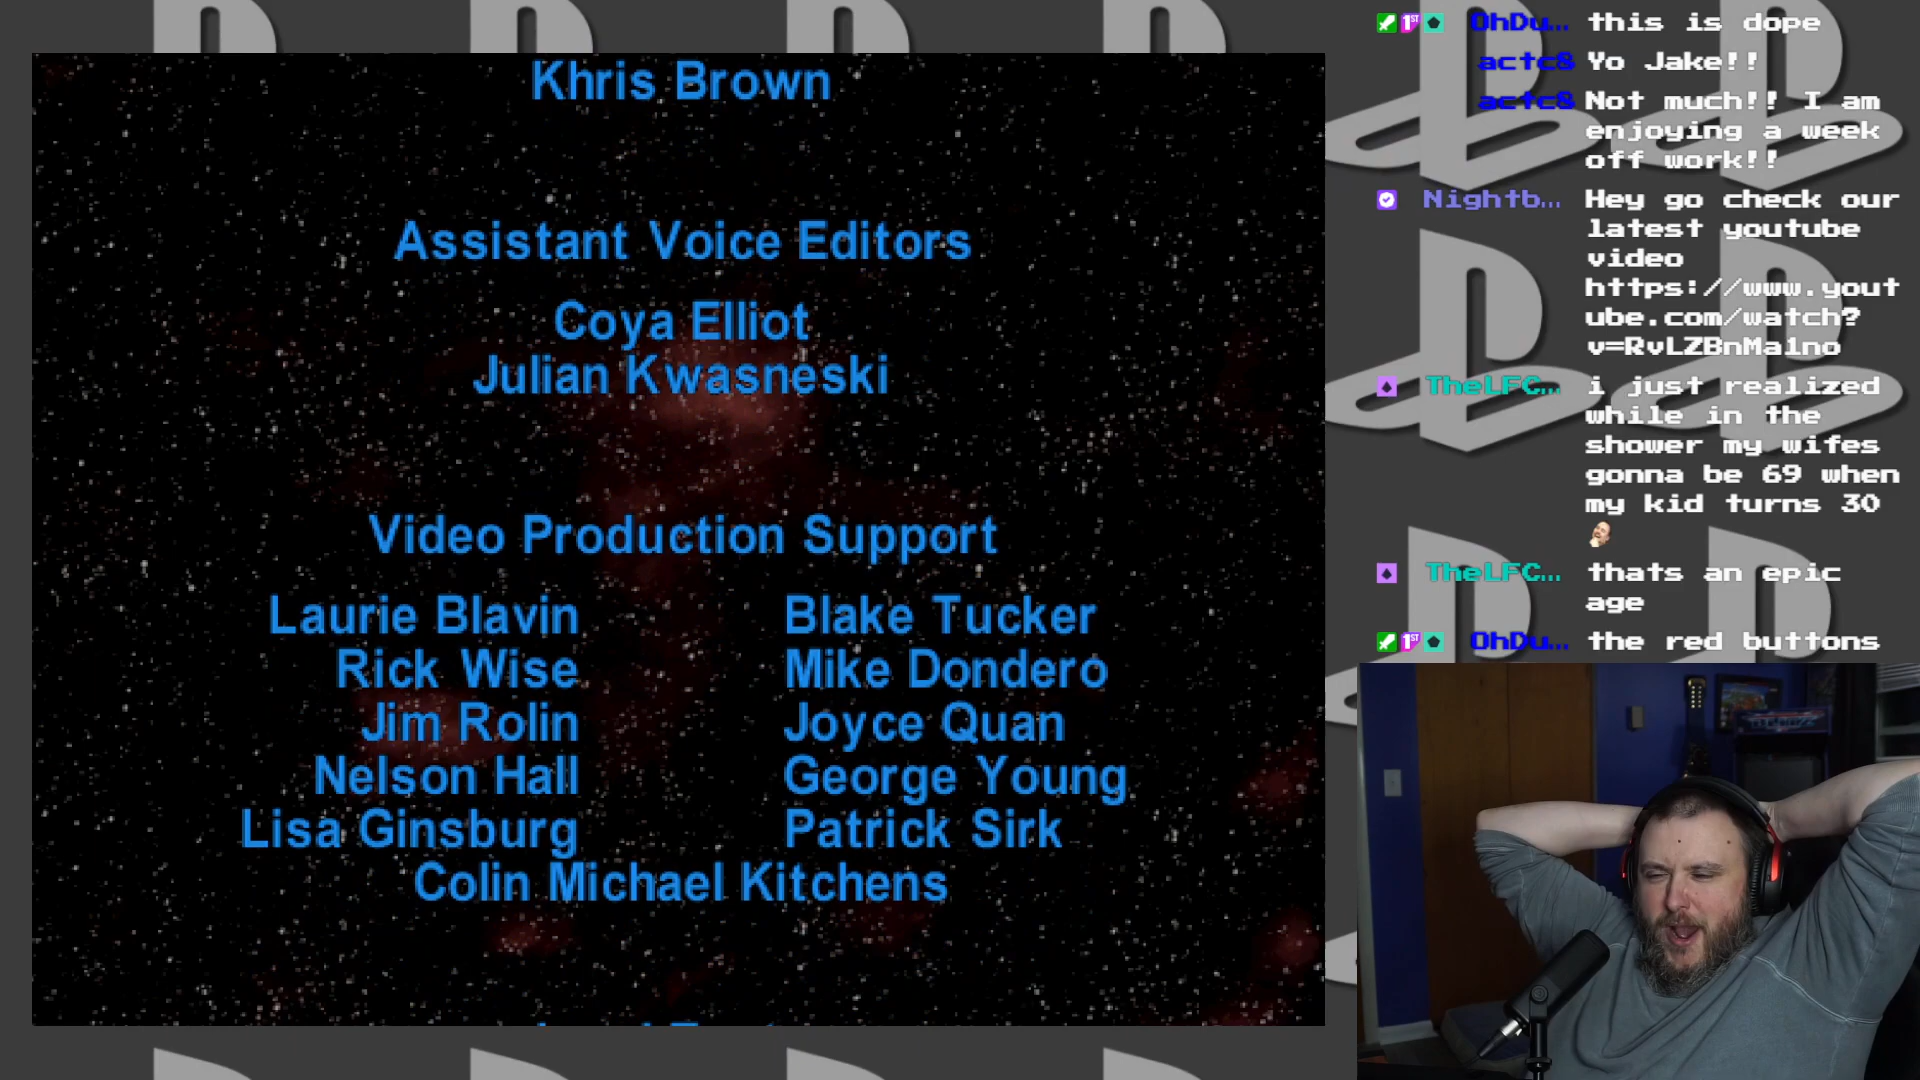 Khris Brown
Assistant Voice Editors
Coya Elliot
Julian Kwasneski
Video Production Support
Laurie Blavin Blake Tucker
Rick Wise Mike Dondero
Jim Rolin Joyce Quan
Nelson Hall George Young
Lisa Ginsburg Patrick Sirk
Colin Michael Kitchens
OhDu... this is dope
actc8 Yo Jake!!
actc8 Not much!! I am
enjoying a week
off work!!
Nightb... Hey go check our
latest youtube
video
https://www.yout
ube.com/watch?
v=RvLZBnMa1no
TheLFC... i just realized
while in the
shower my wifes
gonna be 69 when
my kid turns 30
TheLFC... thats an epic
age
OhDu... the red buttons